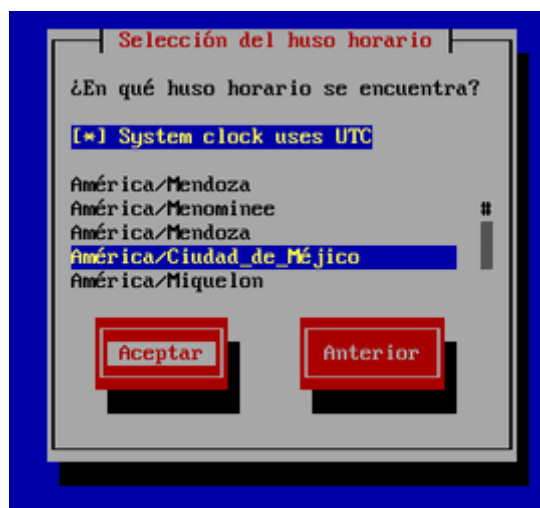 Selección del huso horario
¿En qué huso horario se encuentra?
[*] System clock uses UTC
América/Mendoza
América/Menominee #
América/Mendoza
América/Ciudad_de_Méjico
América/Miquelon
Aceptar Anterior